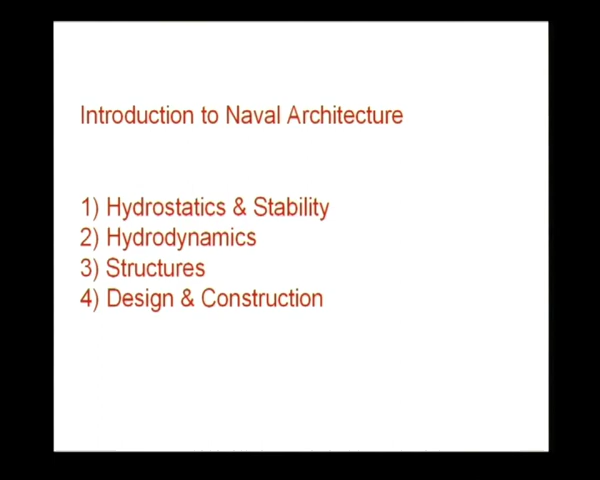 Introduction to Naval Architecture
1) Hydrostatics & Stability
2) Hydrodynamics
3) Structures
4) Design & Construction